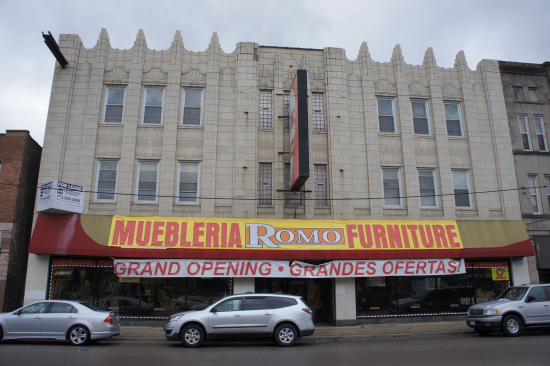 FOR LEASE
MUEBLERIA ROMO FURNITURE
GRAND OPENING • GRANDES OFERTAS!